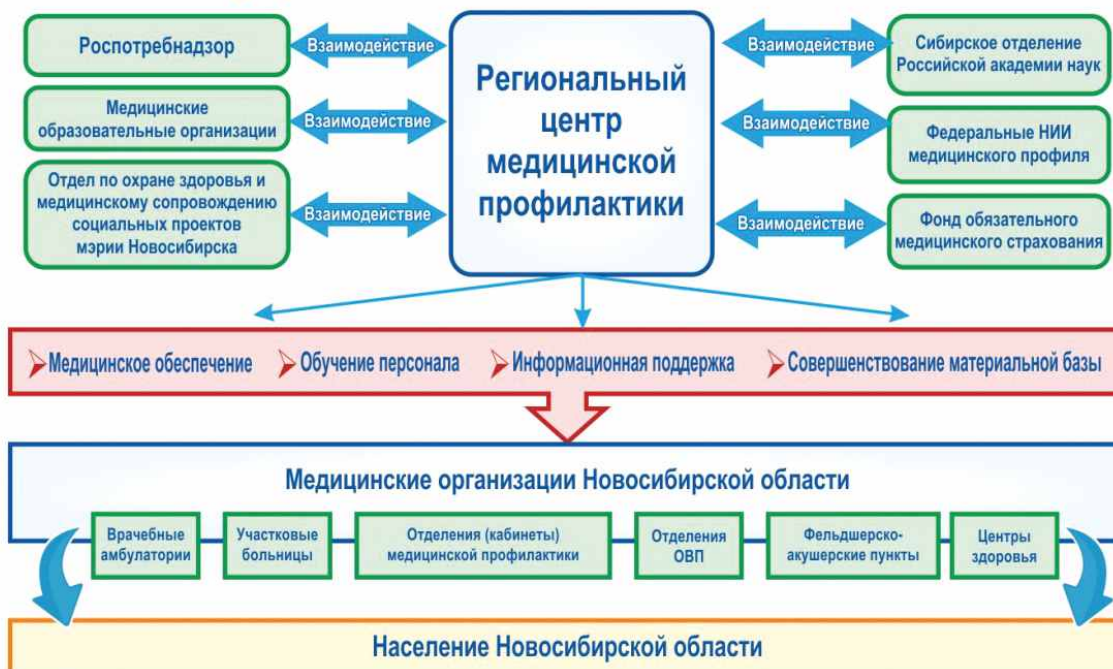 Роспотребнадзор
Взаимодействие
Региональный
центр
медицинской
профилактики
Взаимодействие
Сибирское отделение
Российской академии наук
Медицинские
образовательные организации
Взаимодействие
Взаимодействие
Федеральные НИИ
медицинского профиля
Отдел по охране здоровья и
медицинскому сопровождению
социальных проектов
мэрии Новосибирска
Взаимодействие
Взаимодействие
Фонд обязательного
медицинского страхования
Медицинское обеспечение
Обучение персонала
Информационная поддержка
Совершенствование материальной базы
Медицинские организации Новосибирской области
Врачебные
амбулатории
Участковые
больницы
Отделения (кабинеты)
медицинской профилактики
Отделения
ОВП
Фельдшерско-
акушерские пункты
Центры
здоровья
Население Новосибирской области